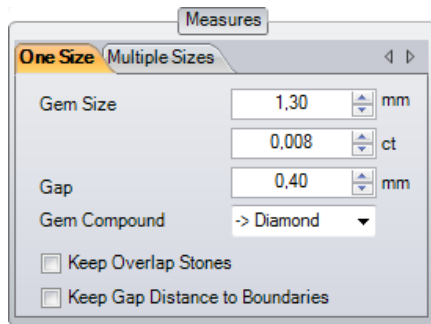 Measures
One Size Multiple Sizes
Gem Size 1,30 mm
0,008 ct
Gap 0,40 mm
Gem Compound -> Diamond
Keep Overlap Stones
Keep Gap Distance to Boundaries